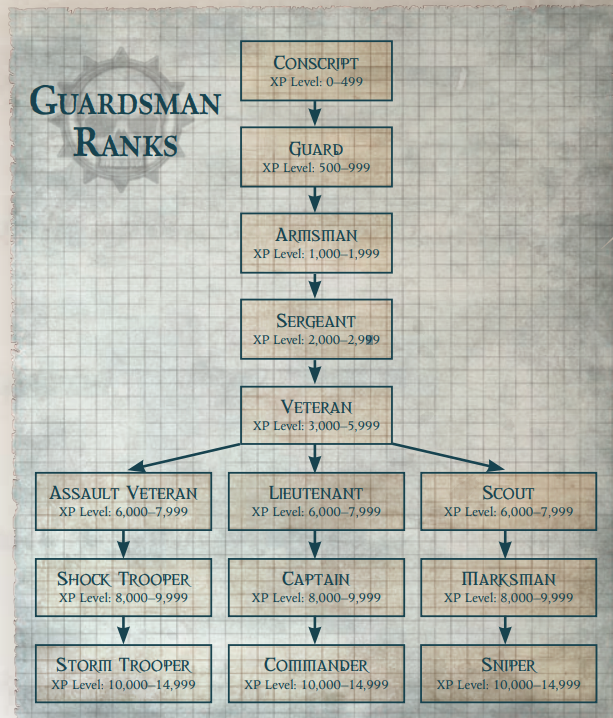 Guardsman
Ranks
Conscript
XP Level: 0–499
Guard
XP Level: 500–999
Armsman
XP Level: 1,000–1,999
Sergeant
XP Level: 2,000–2,999
Veteran
XP Level: 3,000–5,999
Assault Veteran
XP Level: 6,000–7,999
Lieutenant
XP Level: 6,000–7,999
Scout
XP Level: 6,000–7,999
Shock Trooper
XP Level: 8,000–9,999
Captain
XP Level: 8,000–9,999
Marksman
XP Level: 8,000–9,999
Storm Trooper
XP Level: 10,000–14,999
Commander
XP Level: 10,000–14,999
Sniper
XP Level: 10,000–14,999